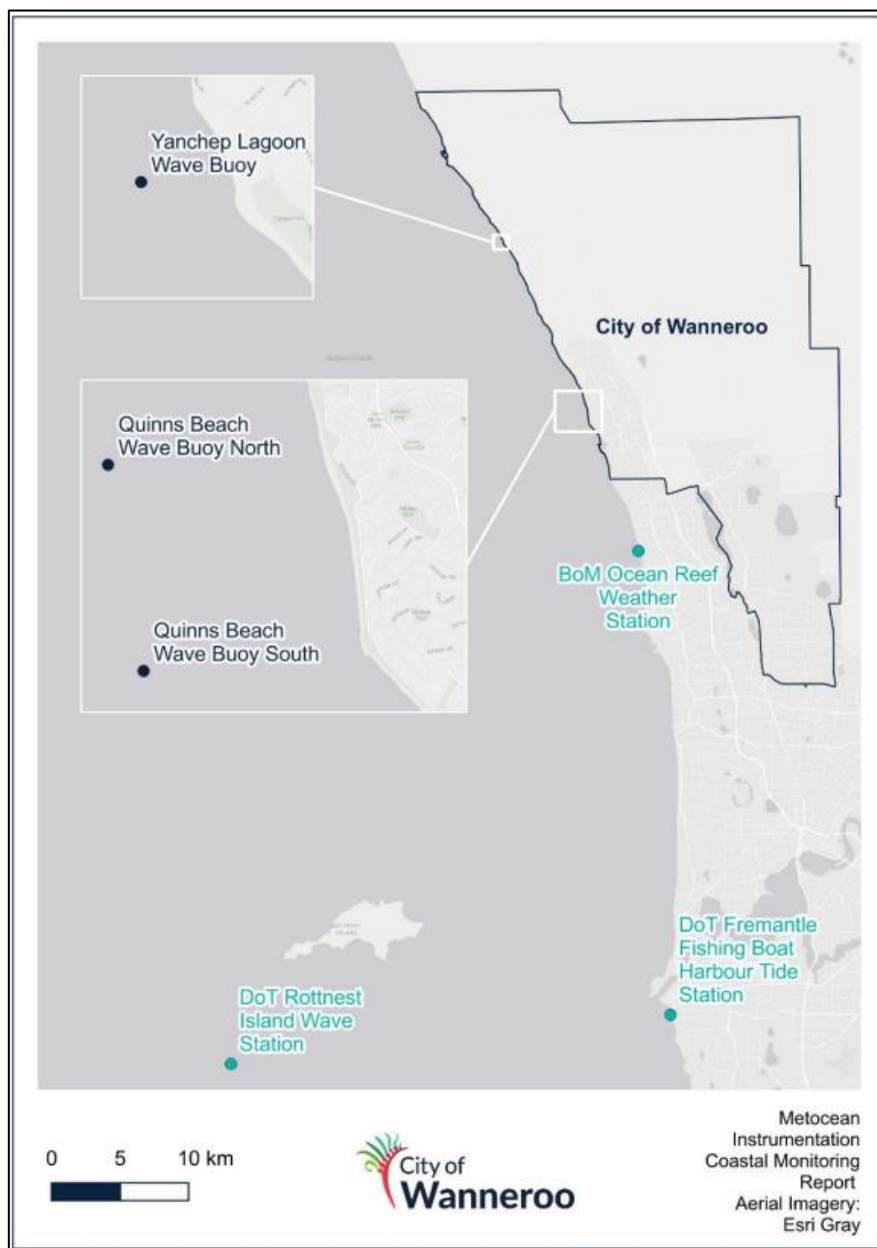 Yanchep Lagoon
Wave Buoy
City of Wanneroo
Quinns Beach
Wave Buoy North
BoM Ocean Reef
Weather
Station
Quinns Beach
Wave Buoy South
DoT Fremantle
Fishing Boat
Harbour Tide
Station
DoT Rottnest
Island Wave
Station
0 5 10 km
City of
Wanneroo
Metocean
Instrumentation
Coastal Monitoring
Report
Aerial Imagery:
Esri Gray